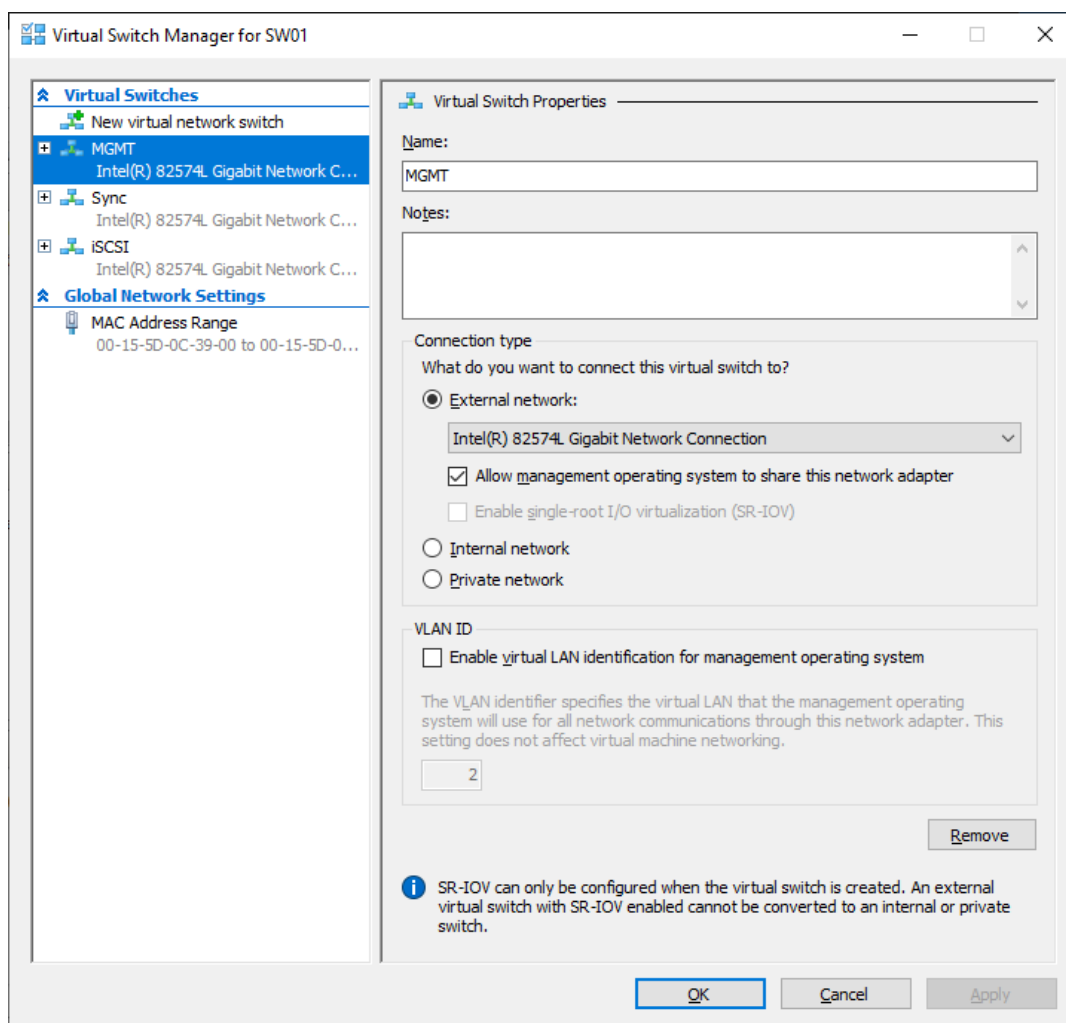 Virtual Switch Manager for SW01
Virtual Switches
New virtual network switch
MGMT
Intel(R) 82574L Gigabit Network C...
Sync
Intel(R) 82574L Gigabit Network C...
iSCSI
Intel(R) 82574L Gigabit Network C...
Global Network Settings
MAC Address Range
00-15-5D-0C-39-00 to 00-15-5D-0...
Virtual Switch Properties
Name:
MGMT
Notes:
Connection type
What do you want to connect this virtual switch to?
External network:
Intel(R) 82574L Gigabit Network Connection
Allow management operating system to share this network adapter
Enable single-root I/O virtualization (SR-IOV)
Internal network
Private network
VLAN ID
Enable virtual LAN identification for management operating system
The VLAN identifier specifies the virtual LAN that the management operating
system will use for all network communications through this network adapter. This
setting does not affect virtual machine networking.
2
Remove
SR-IOV can only be configured when the virtual switch is created. An external
virtual switch with SR-IOV enabled cannot be converted to an internal or private
switch.
OK
Cancel
Apply